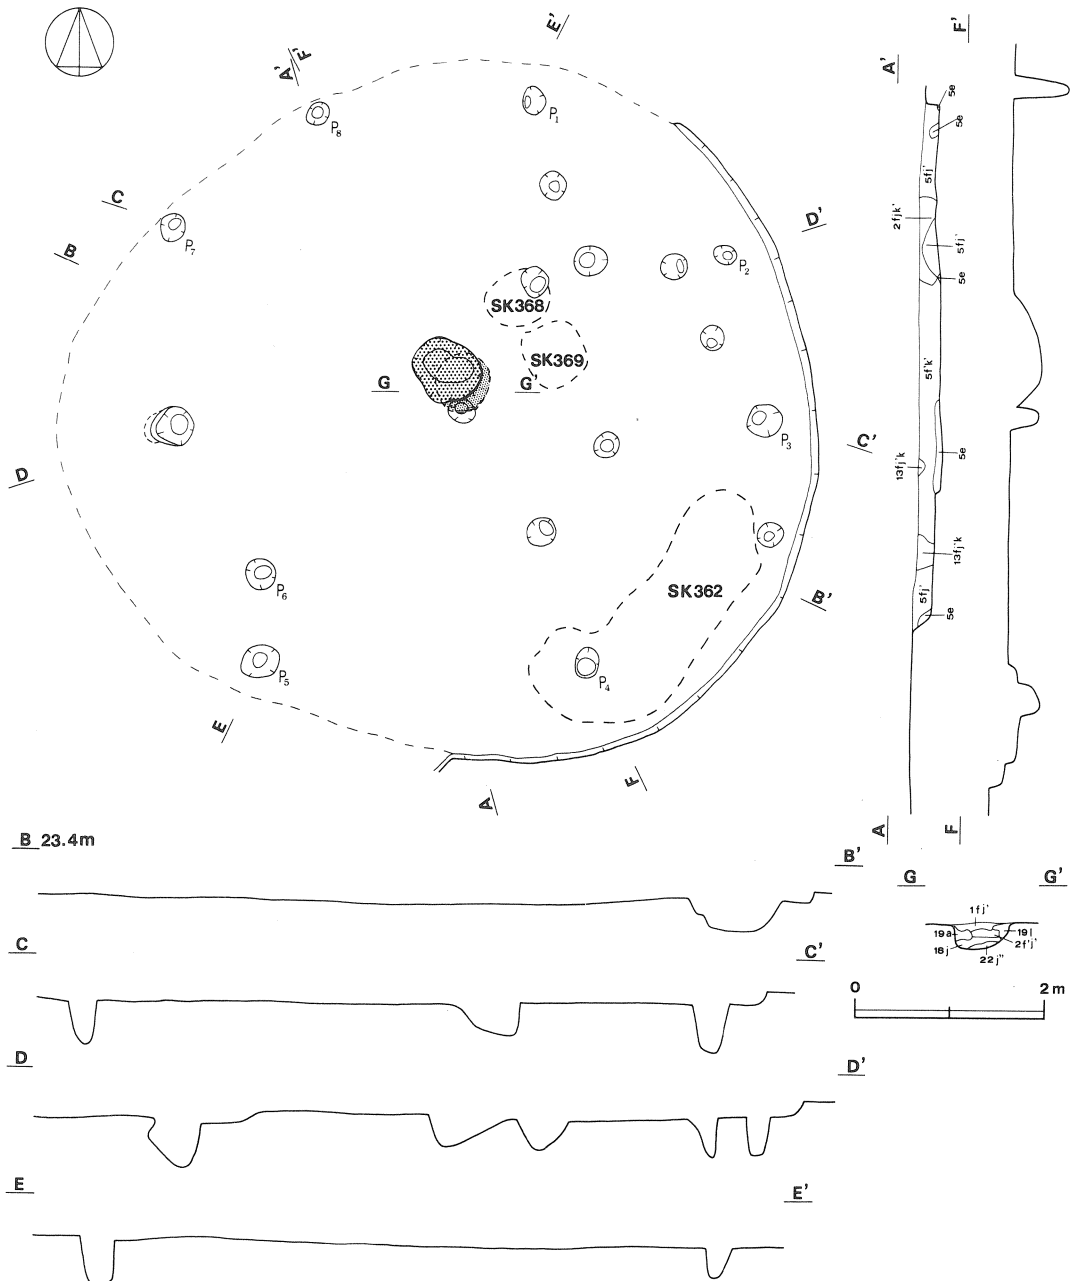 E'
F'
A'
F'
A'
P₈
P₁
5e
5e
5fj'
C
D'
2fjk'
B
P₇
P₂
5fj'
5e
SK368
SK369
5f'k'
G
G'
P₃
C'
5e
13fj'k
D
13fj'k
P₆
SK362
B'
5fj'
5e
P₅
P₄
E
F
A
A
F
B 23.4m
B'
G
G'
1fj'
19a
19l
2f'j'
18j
22j''
C
C'
0
2m
D
D'
E
E'